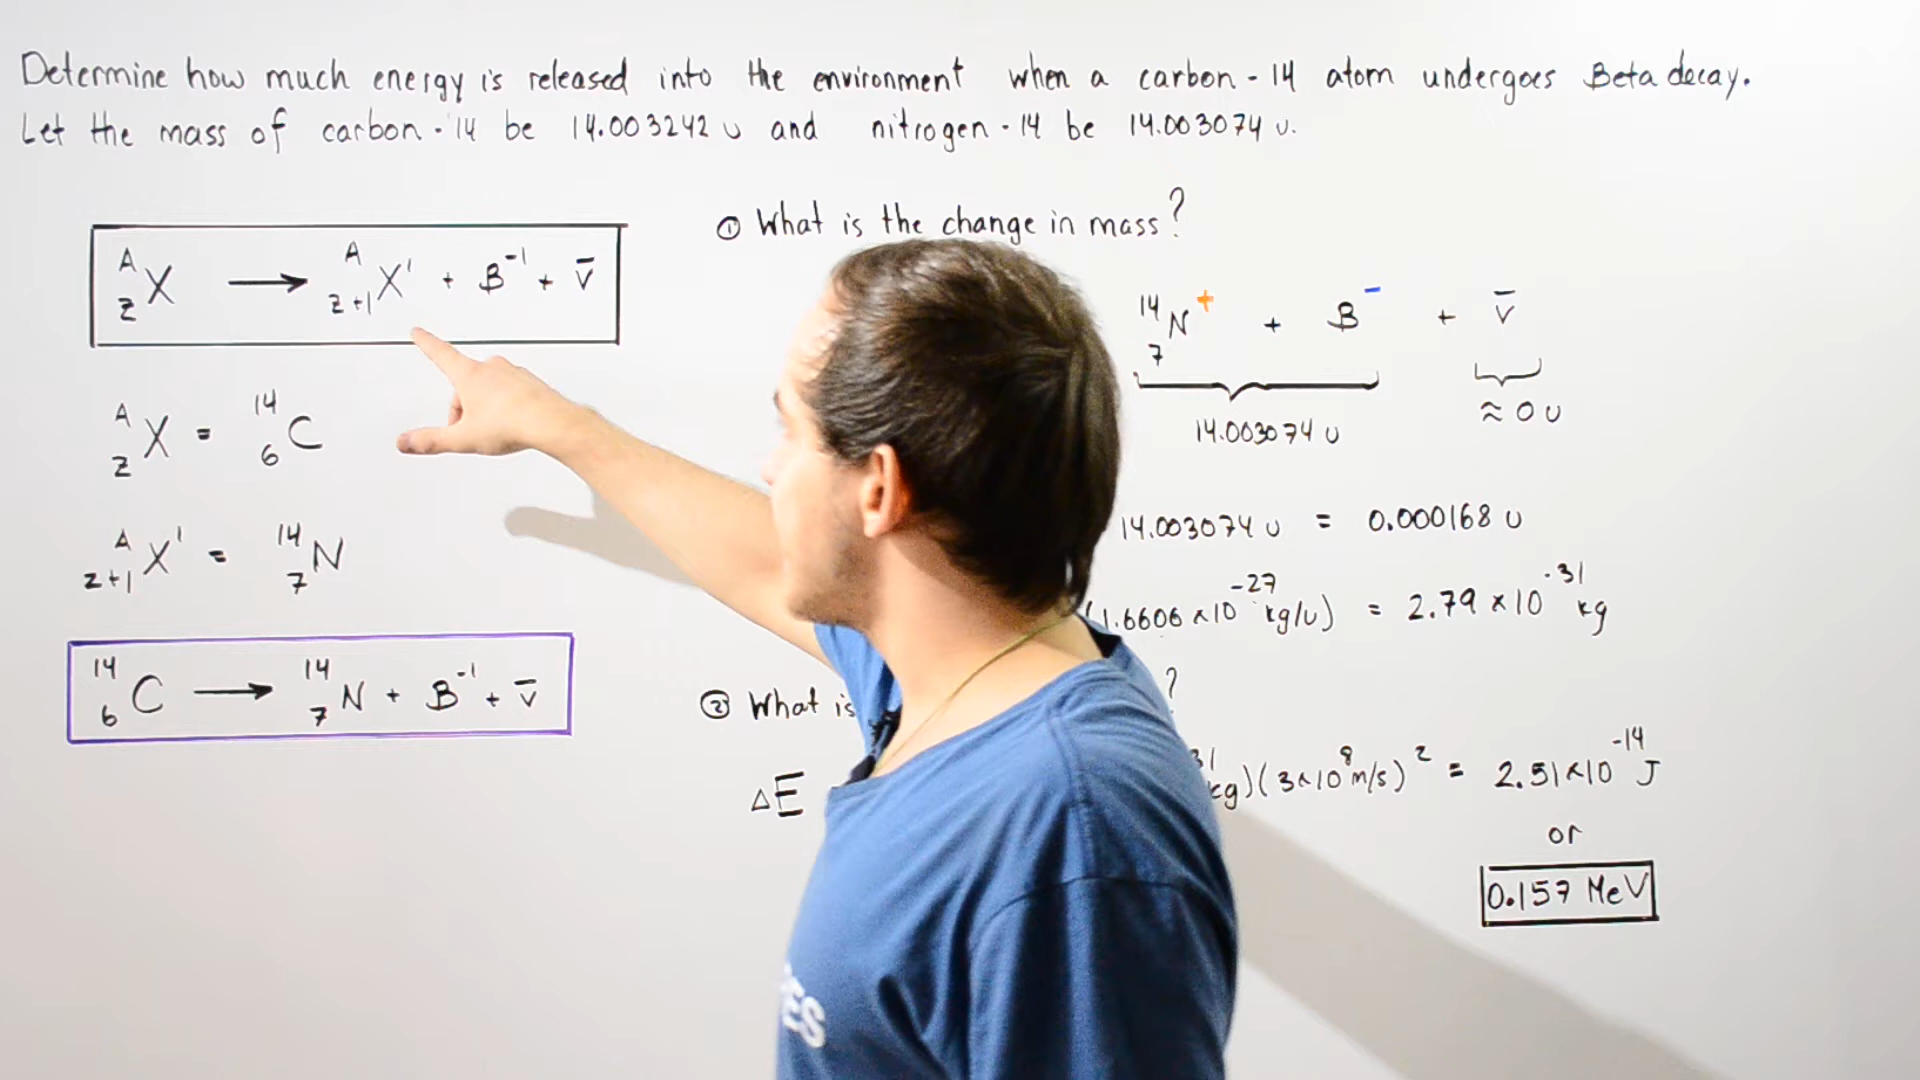 Determine how much energy is released into the environment when a carbon-14 atom undergoes Beta decay.
Let the mass of carbon-14 be 14.003242 u and nitrogen-14 be 14.003074 u.
A Z X → A Z+1 X' + B -1 + v̄
A Z X = 14 6 C
A Z+1 X' = 14 7 N
14 6 C → 14 7 N + B -1 + v̄
① What is the change in mass?
14 7 N + + B - + v̄
14.003074 u ≈ 0 u
14.003074 u = 0.000168 u
(1.6606 × 10 -27 kg/u) = 2.79 × 10 -31 kg
② What is ?
ΔE 31 kg)(3 × 10 8 m/s) 2 = 2.51 × 10 -14 J
or
0.157 MeV
ES